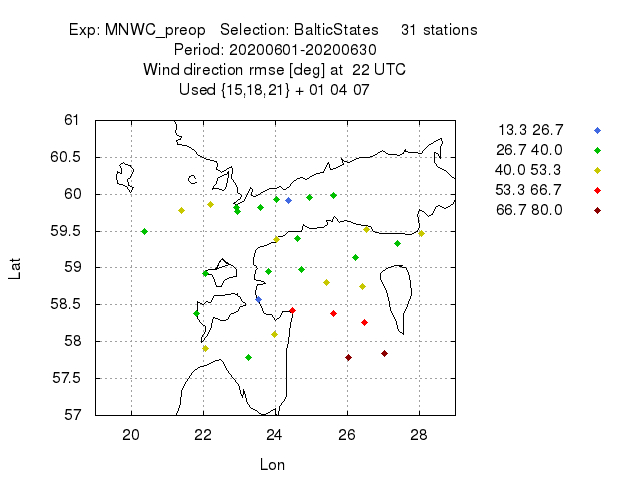 Exp: MNWC_preop   Selection: BalticStates     31 stations
Period: 20200601-20200630
Wind direction rmse [deg] at  22 UTC
Used {15,18,21} + 01 04 07
13.3 26.7
26.7 40.0
40.0 53.3
53.3 66.7
66.7 80.0
61
60.5
60
59.5
59
58.5
58
57.5
57
Lat
20 22 24 26 28
Lon